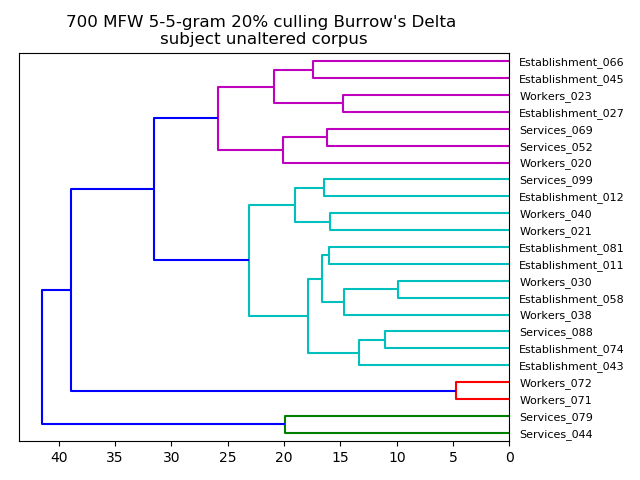 700 MFW 5-5-gram 20% culling Burrow's Delta
subject unaltered corpus
Establishment_066
Establishment_045
Workers_023
Establishment_027
Services_069
Services_052
Workers_020
Services_099
Establishment_012
Workers_040
Workers_021
Establishment_081
Establishment_011
Workers_030
Establishment_058
Workers_038
Services_088
Establishment_074
Establishment_043
Workers_072
Workers_071
Services_079
Services_044
40 35 30 25 20 15 10 5 0